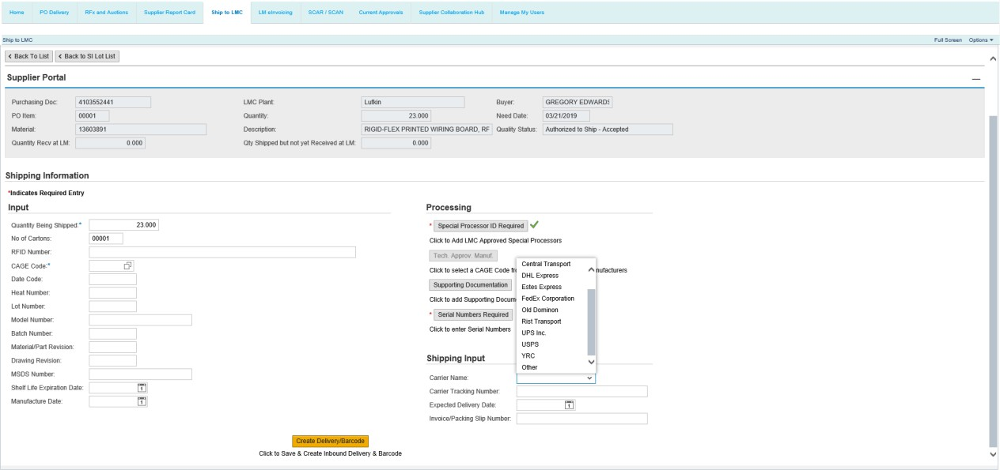 Home PO Delivery RFx and Auctions Supplier Report Card Ship to LMC LM eInvoicing SCAR / SCAN Current Approvals Supplier Collaboration Hub Manage My Users
Ship to LMC Full Screen Options
Back To List Back to SI Lot List
Supplier Portal
Purchasing Doc: 4103552441 LMC Plant: Lufkin Buyer: GREGORY EDWARDS
PO Item: 00001 Quantity: 23.000 Need Date: 03/21/2019
Material: 13603891 Description: RIGID-FLEX PRINTED WIRING BOARD, RF Quality Status: Authorized to Ship - Accepted
Quantity Recv at LM: 0.000 Qty Shipped but not yet Received at LM: 0.000
Shipping Information
*Indicates Required Entry
Input
Quantity Being Shipped:* 23.000
No of Cartons: 00001
RFID Number:
CAGE Code:*
Date Code:
Heat Number:
Lot Number:
Model Number:
Batch Number:
Material/Part Revision:
Drawing Revision:
MSDS Number:
Shelf Life Expiration Date: 1
Manufacture Date: 1
Processing
* Special Processor ID Required
Click to Add LMC Approved Special Processors
Tech. Approv. Manuf.
Click to select a CAGE Code fr nufacturers
Supporting Documentation
Click to add Supporting Docum
* Serial Numbers Required
Click to enter Serial Numbers
Central Transport
DHL Express
Estes Express
FedEx Corporation
Old Dominon
Rist Transport
UPS Inc.
USPS
YRC
Other
Shipping Input
Carrier Name:
Carrier Tracking Number:
Expected Delivery Date: 1
Invoice/Packing Slip Number:
Create Delivery/Barcode
Click to Save & Create Inbound Delivery & Barcode